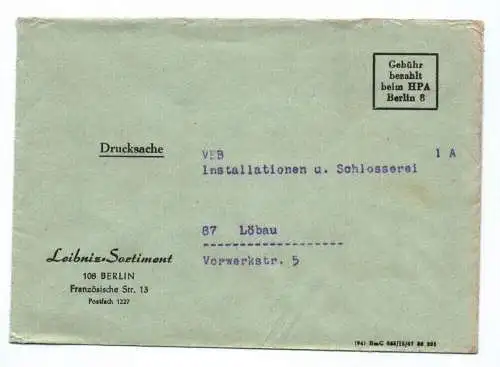 Gebühr
bezahlt
beim HPA
Berlin 8
Drucksache
VEB 1 A
Installationen u. Schlosserei
87 Löbau
Vorwerkstr. 5
Leibniz-Sortiment
108 BERLIN
Französische Str. 13
Postfach 1227